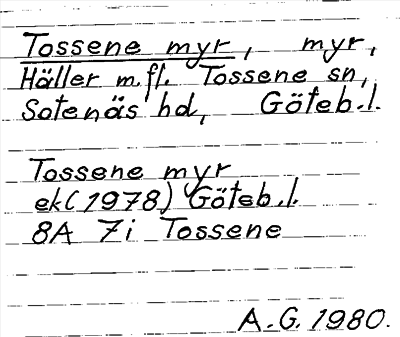 Tossene myr, myr,
Häller m.fl. Tossene sn,
Sotenäs hd, Göteb.l.
Tossene myr
ek(1978) Göteb.l.
8A 7i Tossene
A.G. 1980.